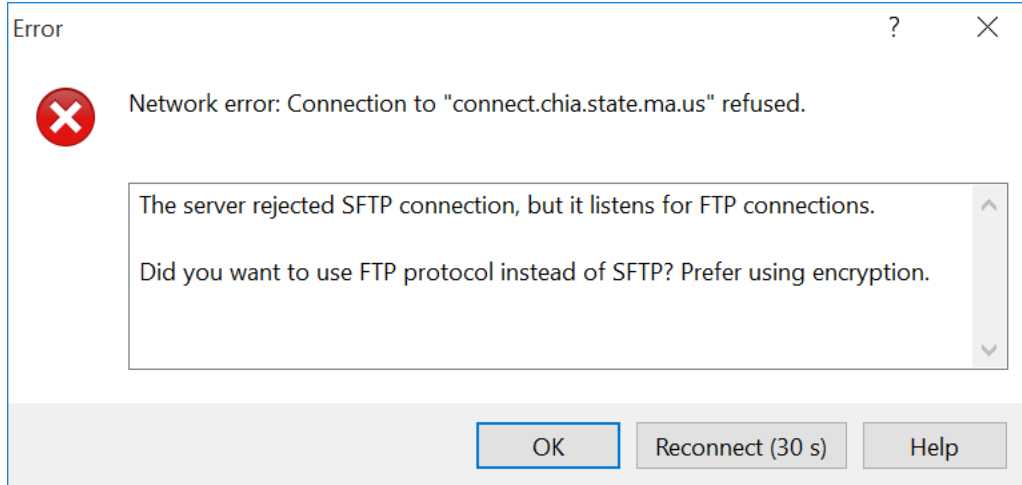 Error
?
Network error: Connection to "connect.chia.state.ma.us" refused.
The server rejected SFTP connection, but it listens for FTP connections.
Did you want to use FTP protocol instead of SFTP? Prefer using encryption.
OK
Reconnect (30 s)
Help